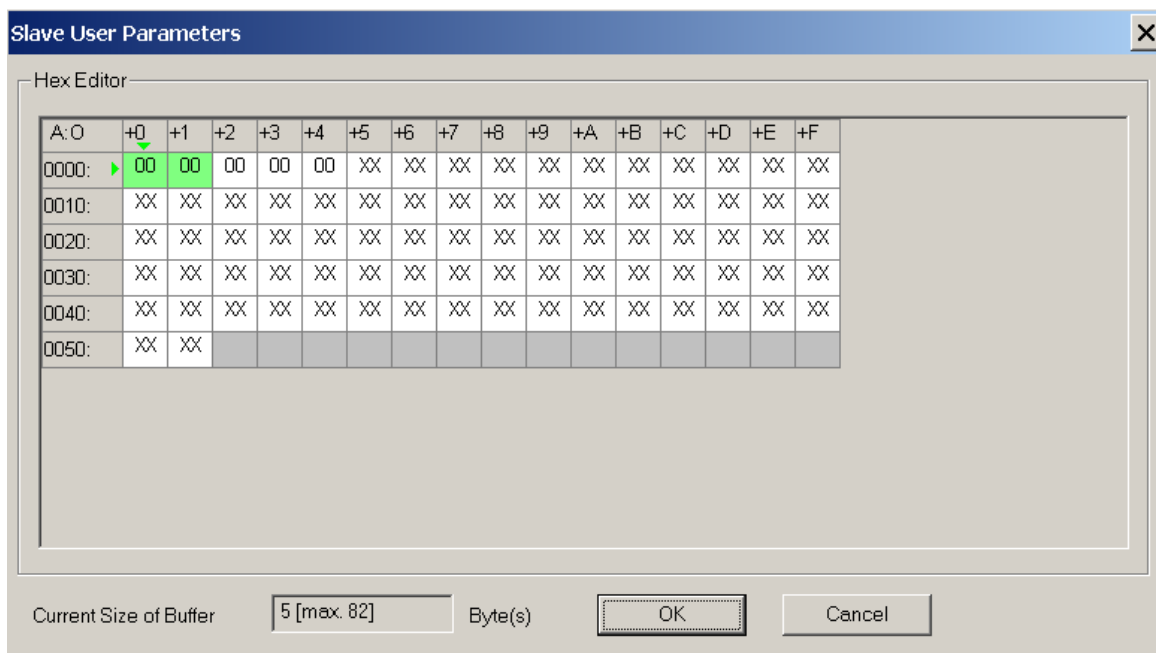 Slave User Parameters
Hex Editor
A:O +0 +1 +2 +3 +4 +5 +6 +7 +8 +9 +A +B +C +D +E +F
0000: 00 00 00 00 00 XX XX XX XX XX XX XX XX XX XX XX
0010: XX XX XX XX XX XX XX XX XX XX XX XX XX XX XX XX
0020: XX XX XX XX XX XX XX XX XX XX XX XX XX XX XX XX
0030: XX XX XX XX XX XX XX XX XX XX XX XX XX XX XX XX
0040: XX XX XX XX XX XX XX XX XX XX XX XX XX XX XX XX
0050: XX XX
Current Size of Buffer 5 [max. 82] Byte(s) OK Cancel